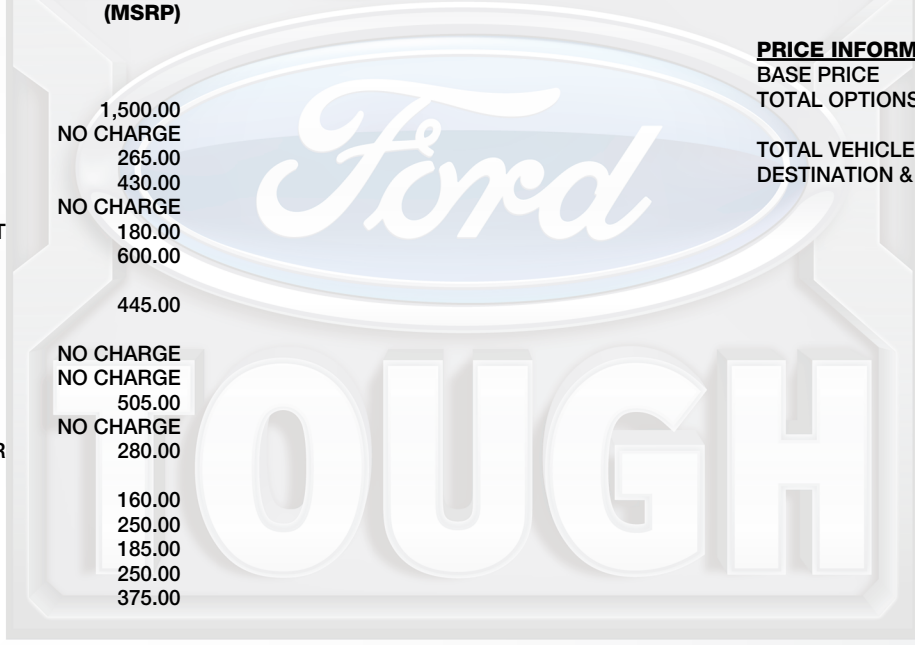 (MSRP)
1,500.00
NO CHARGE
265.00
430.00
NO CHARGE
T 180.00
600.00
445.00
NO CHARGE
NO CHARGE
505.00
NO CHARGE
R 280.00
160.00
250.00
185.00
250.00
375.00
PRICE INFORM
BASE PRICE
TOTAL OPTIONS
TOTAL VEHICLE
DESTINATION &
Ford
TOUGH